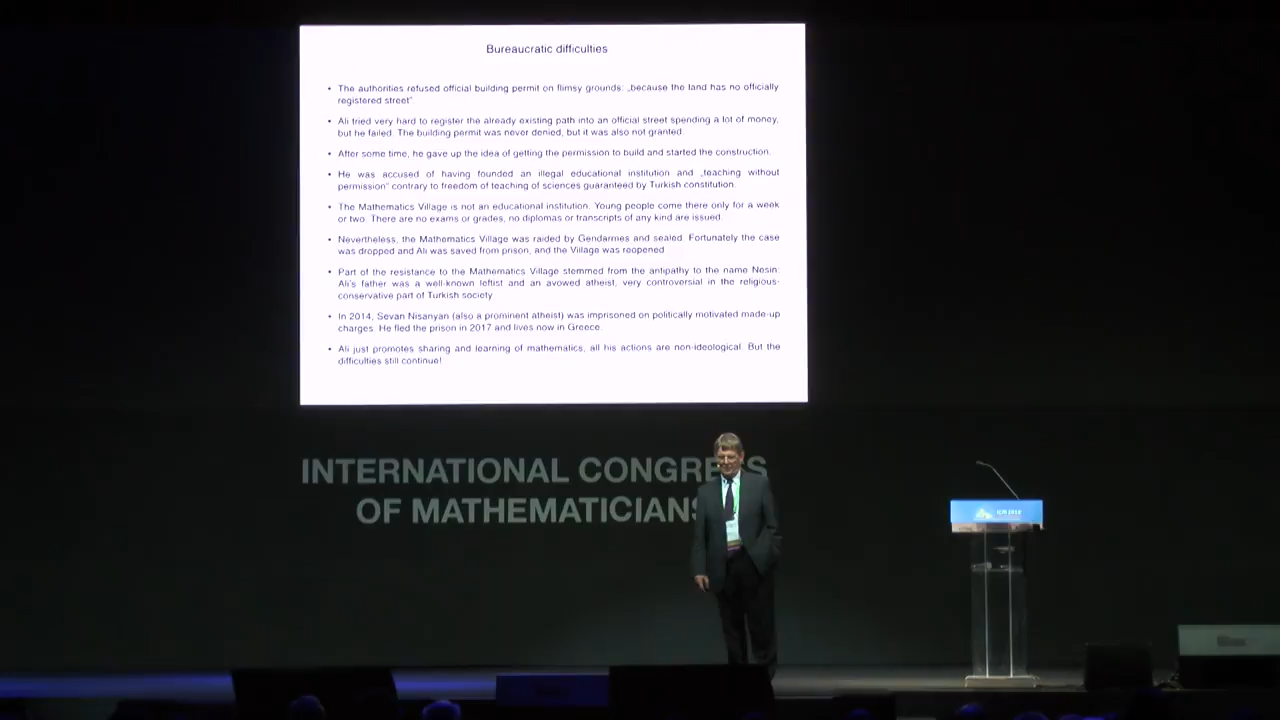 Bureaucratic difficulties
• The authorities refused official building permit on flimsy grounds: „because the land has no officially
registered street"
• Ali tried very hard to register the already existing path into an official street spending a lot of money,
but he failed. The building permit was never denied, but it was also not granted.
• After some time, he gave up the idea of getting the permission to build and started the construction.
• He was accused of having founded an illegal educational institution and „teaching without
permission" contrary to freedom of teaching of sciences guaranteed by Turkish constitution.
• The Mathematics Village is not an educational institution. Young people come there only for a week
or two. There are no exams or grades, no diplomas or transcripts of any kind are issued.
• Nevertheless, the Mathematics Village was raided by Gendarmes and sealed. Fortunately the case
was dropped and Ali was saved from prison, and the Village was reopened
• Part of the resistance to the Mathematics Village stemmed from the antipathy to the name Nesin:
Ali's father was a well-known leftist and an avowed atheist, very controversial in the religious-
conservative part of Turkish society
• In 2014, Sevan Nisanyan (also a prominent atheist) was imprisoned on politically motivated made-up
charges. He fled the prison in 2017 and lives now in Greece.
• Ali just promotes sharing and learning of mathematics, all his actions are non-ideological. But the
difficulties still continue!
INTERNATIONAL CONGRESS
OF MATHEMATICIANS
ICM 2018